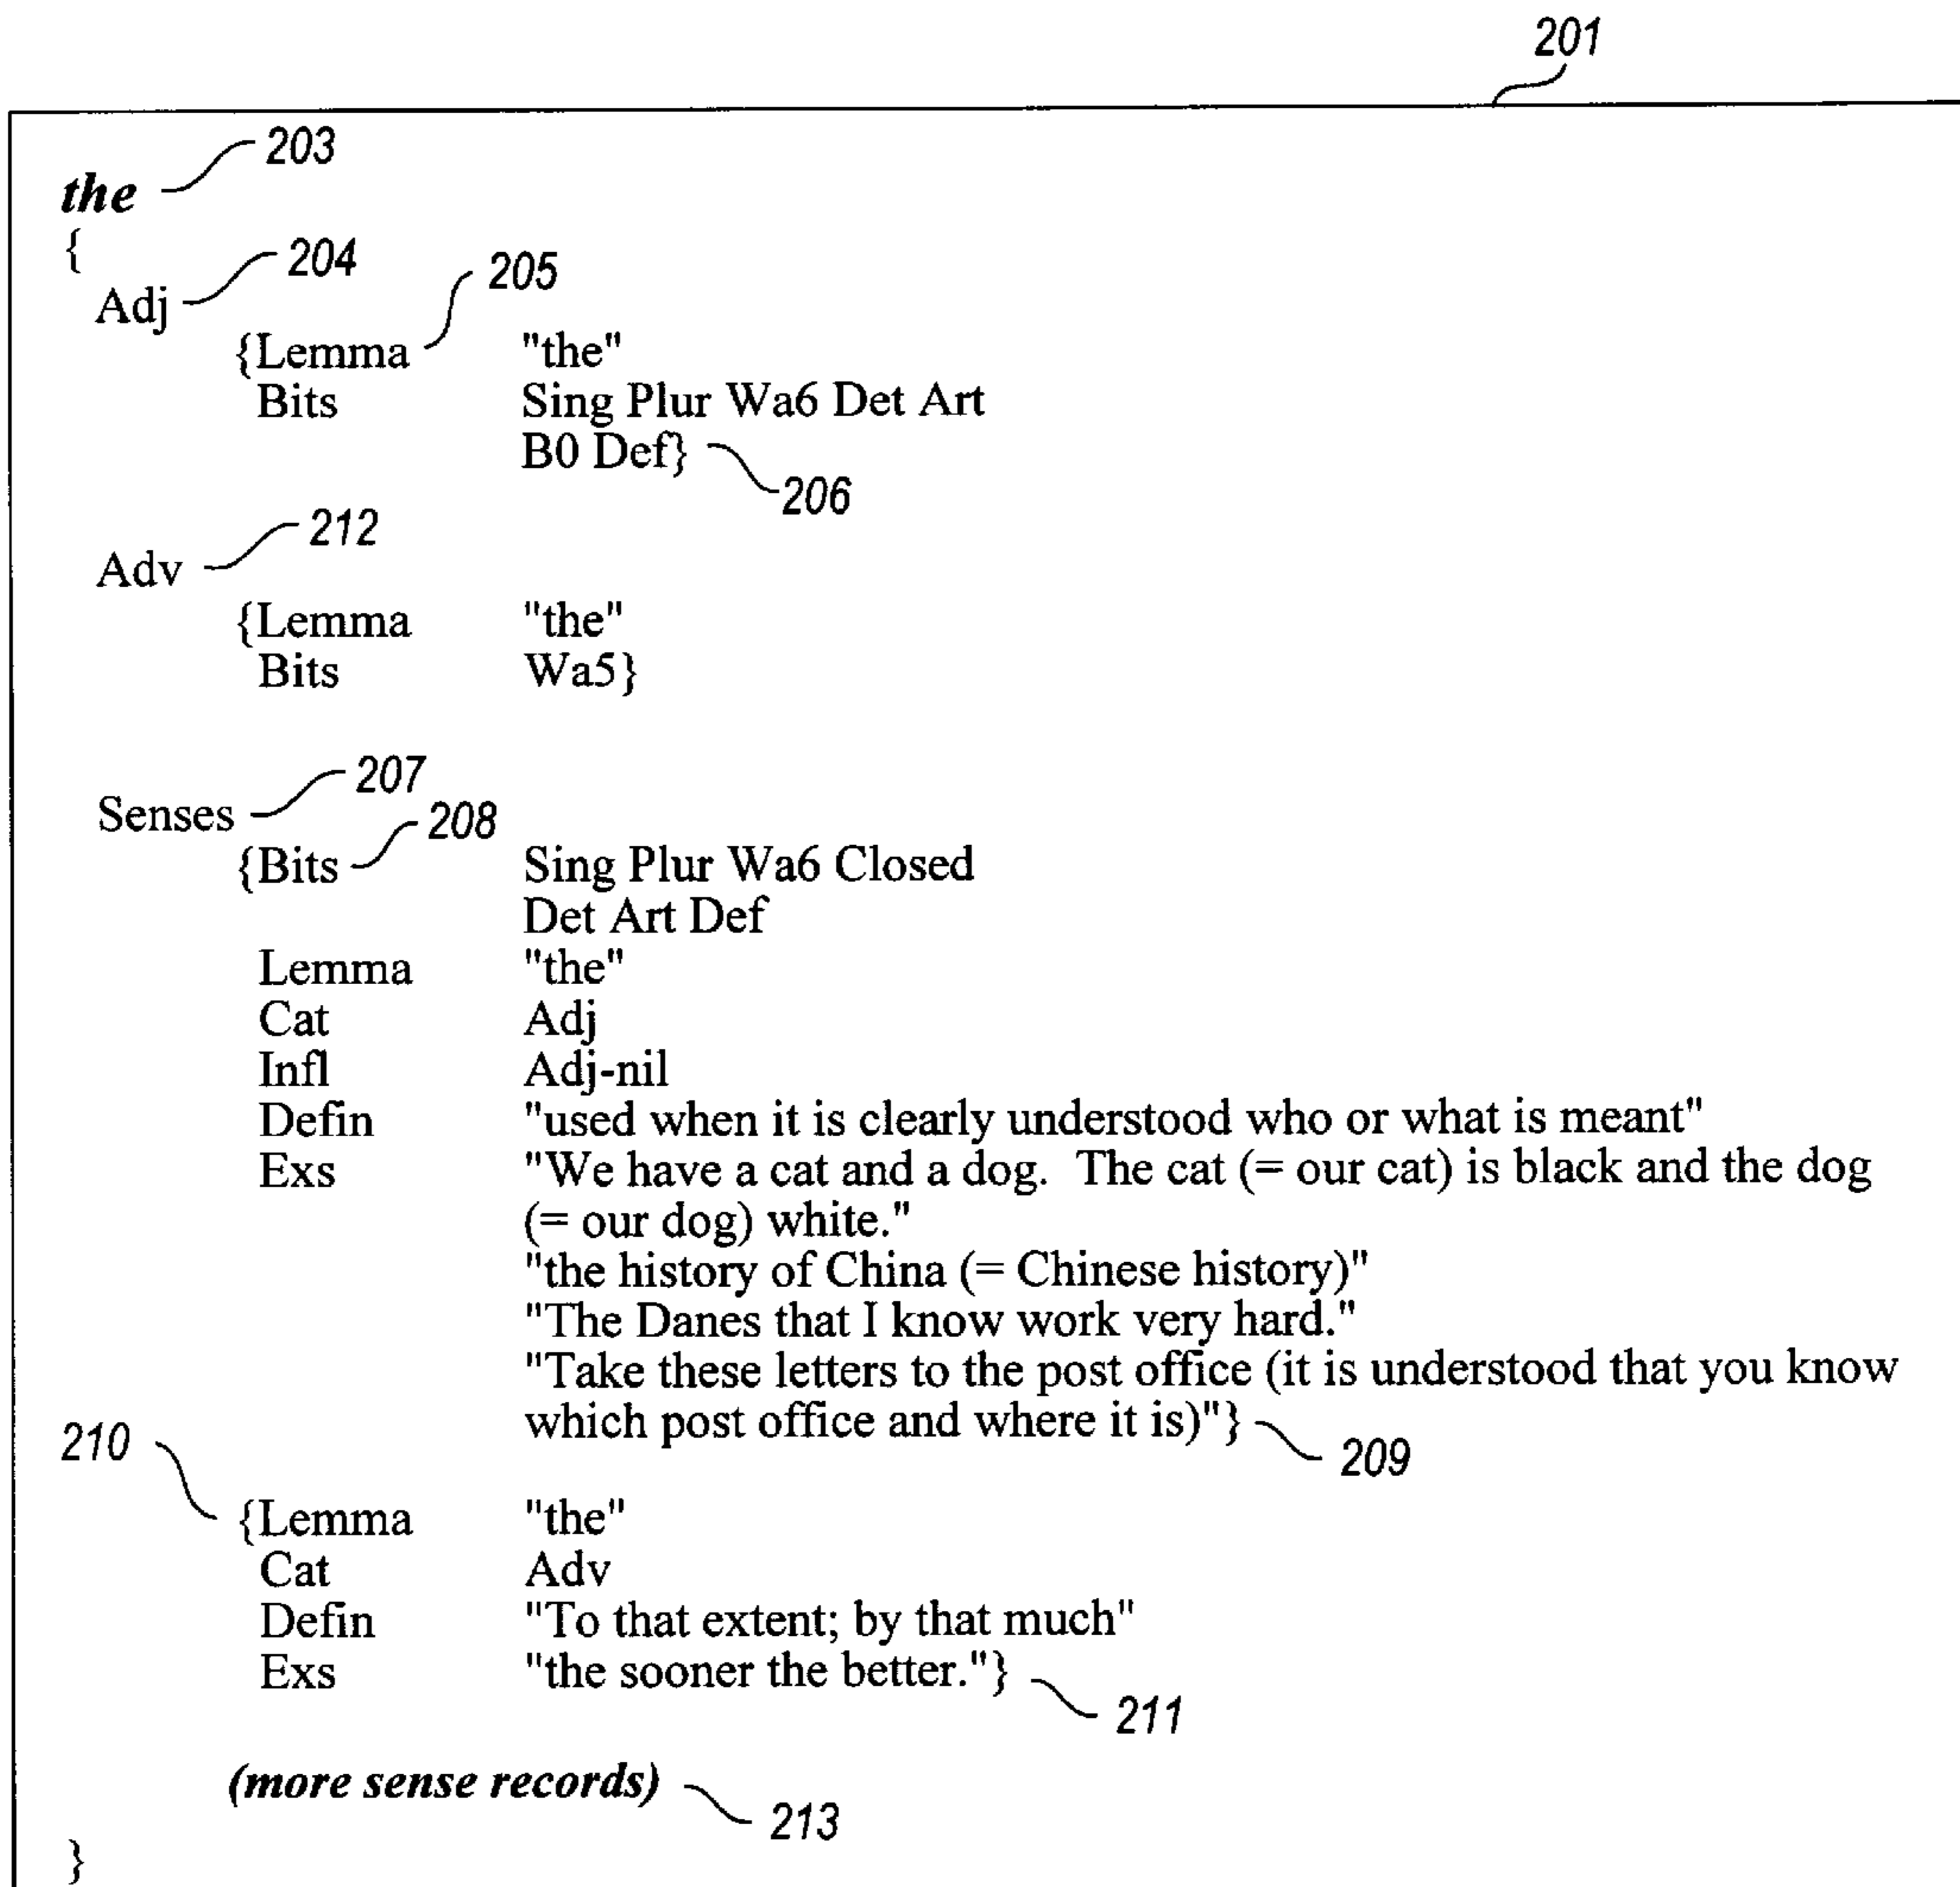 201
203
the
{
204
205
Adj
{Lemma "the"
Bits Sing Plur Wa6 Det Art
B0 Def}
206
212
Adv
{Lemma "the"
Bits Wa5}
207
Senses
208
{Bits Sing Plur Wa6 Closed
Det Art Def
Lemma "the"
Cat Adj
Infl Adj-nil
Defin "used when it is clearly understood who or what is meant"
Exs "We have a cat and a dog. The cat (= our cat) is black and the dog
(= our dog) white."
"the history of China (= Chinese history)"
"The Danes that I know work very hard."
"Take these letters to the post office (it is understood that you know
which post office and where it is)"}
209
210
{Lemma "the"
Cat Adv
Defin "To that extent; by that much"
Exs "the sooner the better."}
211
(more sense records)
213
}